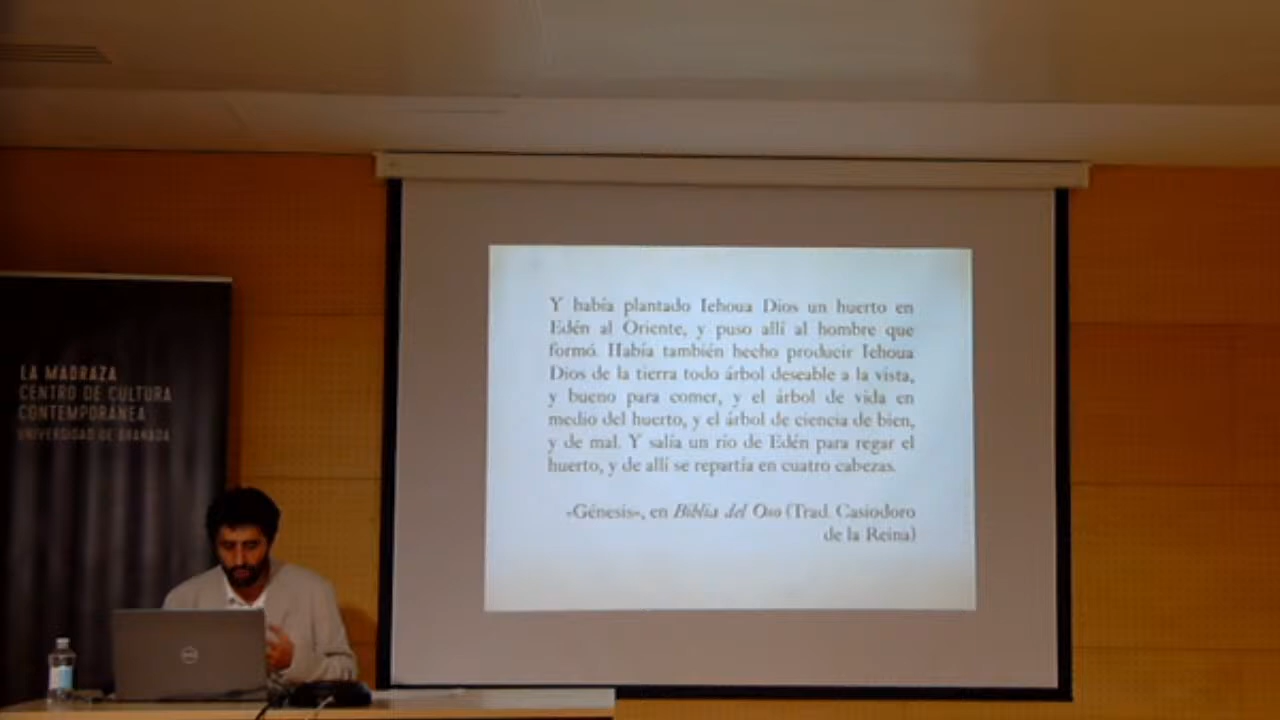 LA MADRAZA
CENTRO DE CULTURA
CONTEMPORÁNEA
UNIVERSIDAD DE GRANADA
Y había plantado Iehoua Dios un huerto en
Edén al Oriente, y puso allí al hombre que
formó. Había también hecho producir Iehoua
Dios de la tierra todo árbol deseable a la vista,
y bueno para comer, y el árbol de vida en
medio del huerto, y el árbol de ciencia de bien,
y de mal. Y salía un río de Edén para regar el
huerto, y de allí se repartía en cuatro cabezas.
«Génesis», en Biblia del Oso (Trad. Casiodoro
de la Reina)
DELL